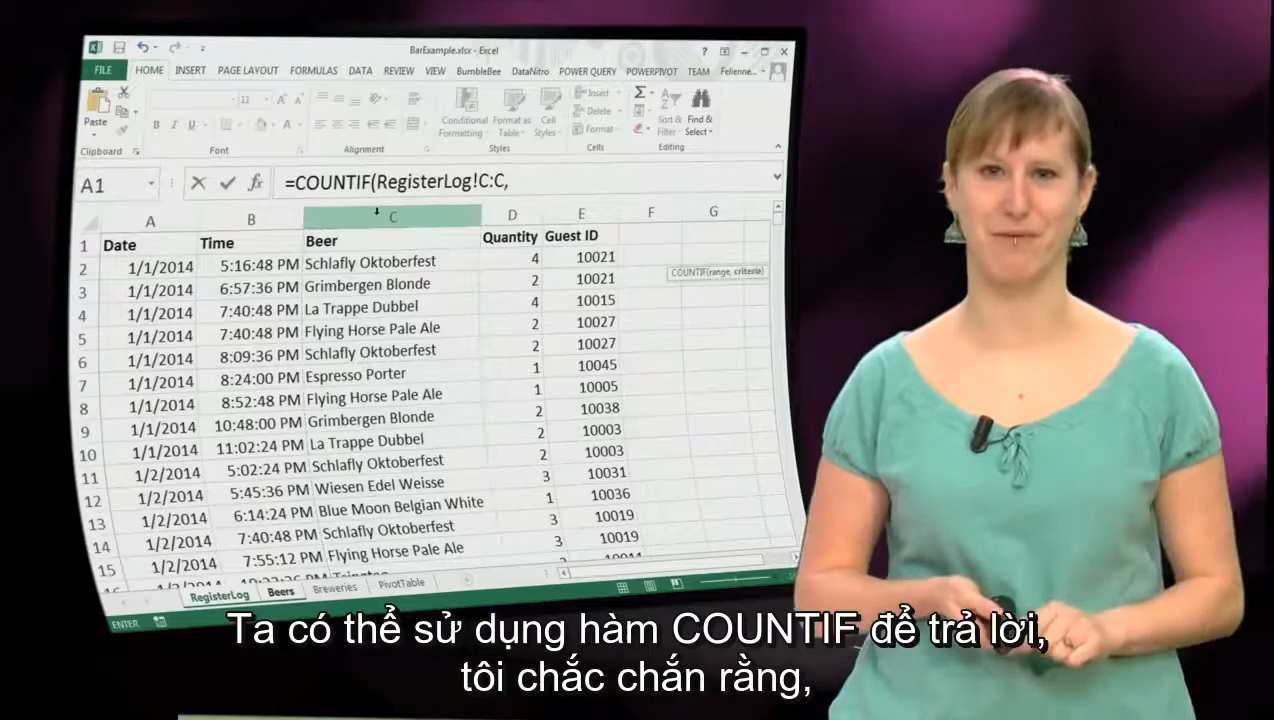 BarExample.xlsx - Excel
FILE HOME INSERT PAGE LAYOUT FORMULAS DATA REVIEW VIEW BumbleBee DataNitro POWER QUERY POWERPIVOT TEAM Felienne...
Paste
11
B I U
Conditional Formatting
Format as Table
Cell Styles
Insert
Delete
Format
Sort & Filter
Find & Select
Clipboard Font Alignment Styles Cells Editing
A1 fx =COUNTIF(RegisterLog!C:C,
A B C D E F G
1 Date Time Beer Quantity Guest ID
2 1/1/2014 5:16:48 PM Schlafly Oktoberfest 4 10021
COUNTIF(range, criteria)
3 1/1/2014 6:57:36 PM Grimbergen Blonde 2 10021
4 1/1/2014 7:40:48 PM La Trappe Dubbel 4 10015
5 1/1/2014 7:40:48 PM Flying Horse Pale Ale 2 10027
6 1/1/2014 8:09:36 PM Schlafly Oktoberfest 2 10027
7 1/1/2014 8:24:00 PM Espresso Porter 1 10045
8 1/1/2014 8:52:48 PM Flying Horse Pale Ale 1 10005
9 1/1/2014 10:48:00 PM Grimbergen Blonde 2 10038
10 1/1/2014 11:02:24 PM La Trappe Dubbel 2 10003
11 1/2/2014 5:02:24 PM Schlafly Oktoberfest 2 10003
12 1/2/2014 5:45:36 PM Wiesen Edel Weisse 3 10031
13 1/2/2014 6:14:24 PM Blue Moon Belgian White 1 10036
14 1/2/2014 7:40:48 PM Schlafly Oktoberfest 3 10019
15 1/2/2014 7:55:12 PM Flying Horse Pale Ale 3 10019
RegisterLog Beers Breweries PivotTable
ENTER
Ta có thể sử dụng hàm COUNTIF để trả lời,
tôi chắc chắn rằng,